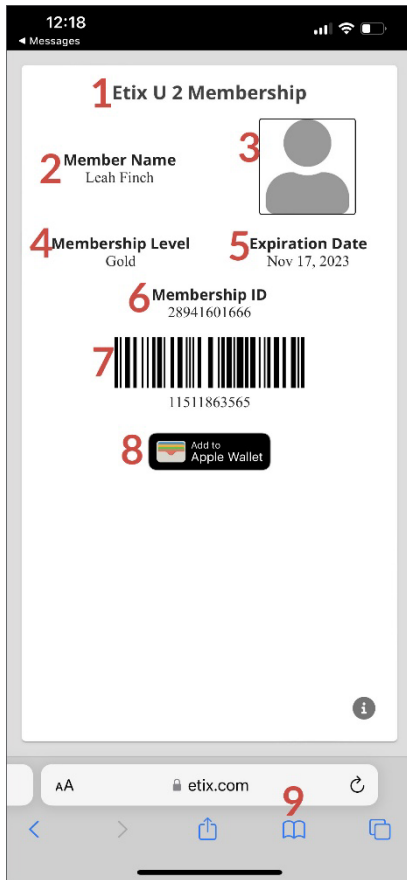 12:18
Messages
1 Etix U 2 Membership
3
2 Member Name
Leah Finch
4 Membership Level
Gold
5 Expiration Date
Nov 17, 2023
6 Membership ID
28941601666
7
11511863565
8 Add to
Apple Wallet
i
AA etix.com
9